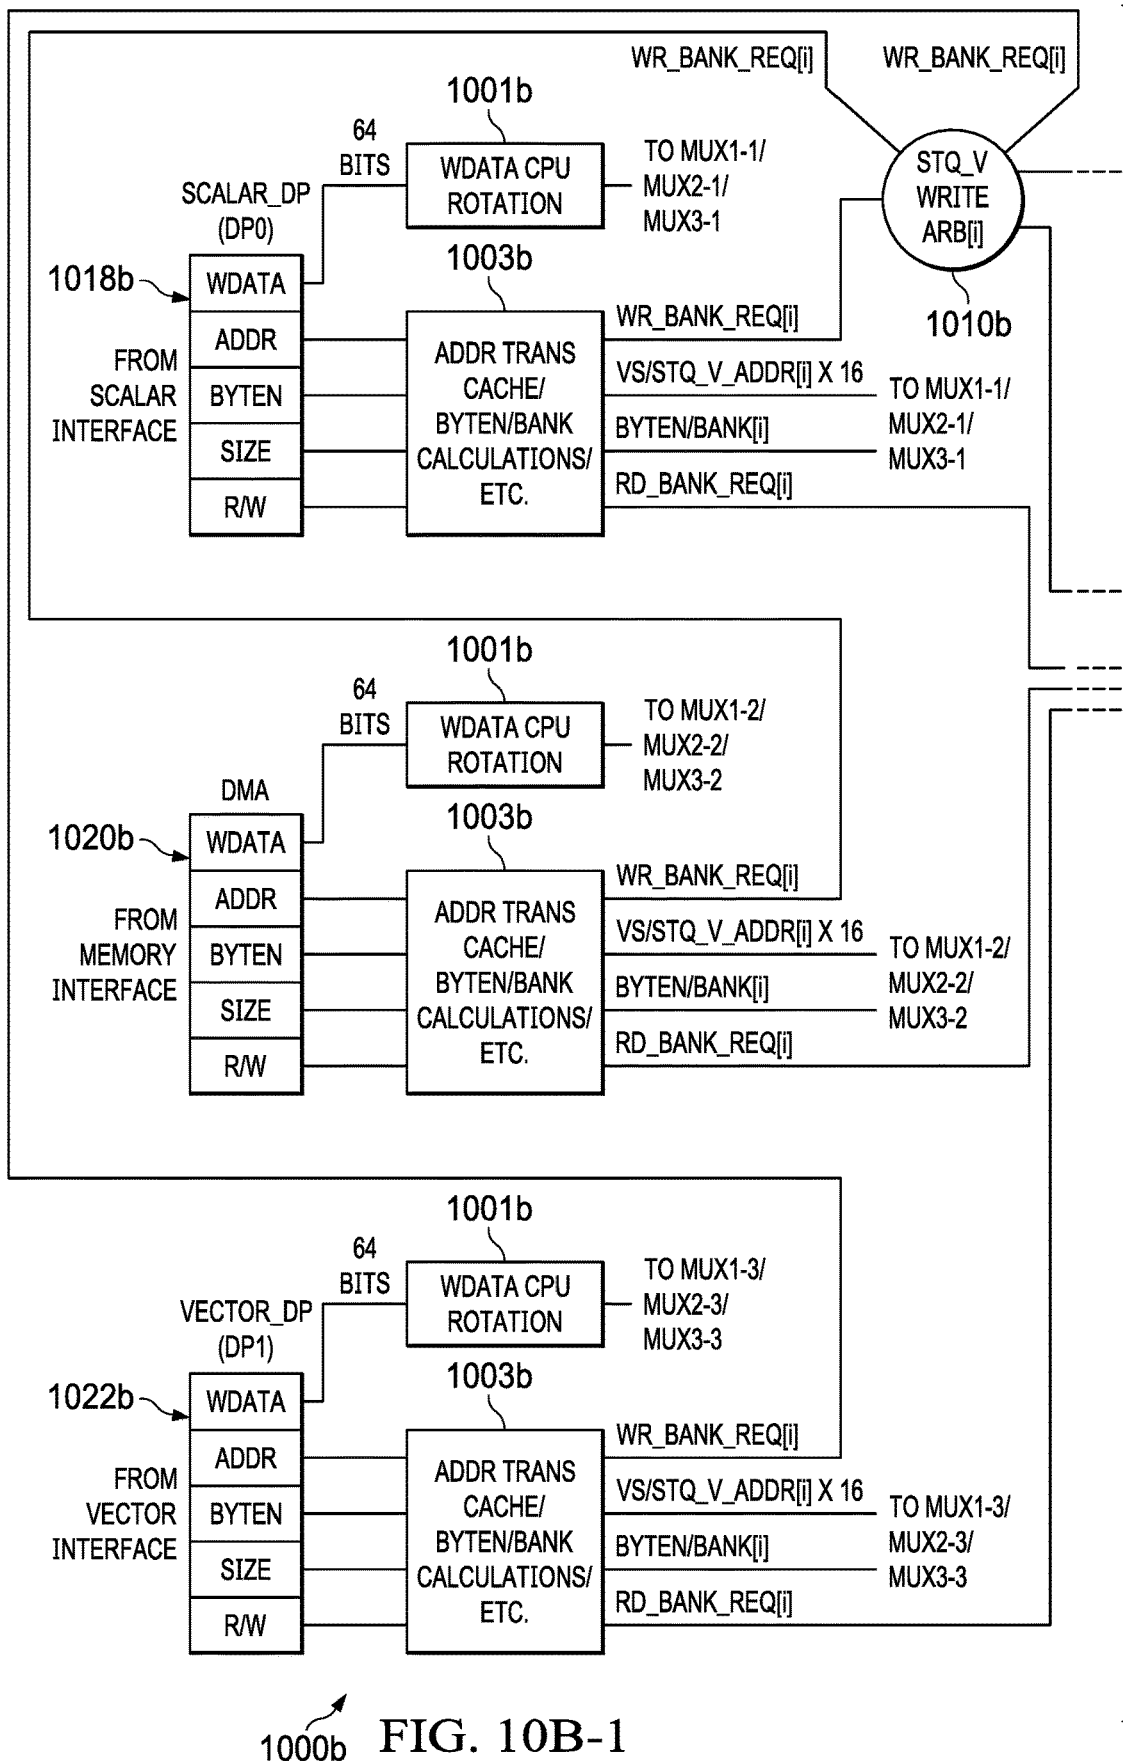 WR_BANK_REQ[i]
WR_BANK_REQ[i]
STQ_V
WRITE
ARB[i]
1010b
1001b
64
BITS
WDATA CPU
ROTATION
TO MUX1-1/
MUX2-1/
MUX3-1
SCALAR_DP
(DP0)
1018b
FROM
SCALAR
INTERFACE
WDATA
ADDR
BYTEN
SIZE
R/W
1003b
ADDR TRANS
CACHE/
BYTEN/BANK
CALCULATIONS/
ETC.
WR_BANK_REQ[i]
VS/STQ_V_ADDR[i] X 16
BYTEN/BANK[i]
RD_BANK_REQ[i]
TO MUX1-1/
MUX2-1/
MUX3-1
1001b
64
BITS
WDATA CPU
ROTATION
TO MUX1-2/
MUX2-2/
MUX3-2
DMA
1020b
FROM
MEMORY
INTERFACE
WDATA
ADDR
BYTEN
SIZE
R/W
1003b
ADDR TRANS
CACHE/
BYTEN/BANK
CALCULATIONS/
ETC.
WR_BANK_REQ[i]
VS/STQ_V_ADDR[i] X 16
BYTEN/BANK[i]
RD_BANK_REQ[i]
TO MUX1-2/
MUX2-2/
MUX3-2
1001b
64
BITS
WDATA CPU
ROTATION
TO MUX1-3/
MUX2-3/
MUX3-3
VECTOR_DP
(DP1)
1022b
FROM
VECTOR
INTERFACE
WDATA
ADDR
BYTEN
SIZE
R/W
1003b
ADDR TRANS
CACHE/
BYTEN/BANK
CALCULATIONS/
ETC.
WR_BANK_REQ[i]
VS/STQ_V_ADDR[i] X 16
BYTEN/BANK[i]
RD_BANK_REQ[i]
TO MUX1-3/
MUX2-3/
MUX3-3
1000b
FIG. 10B-1